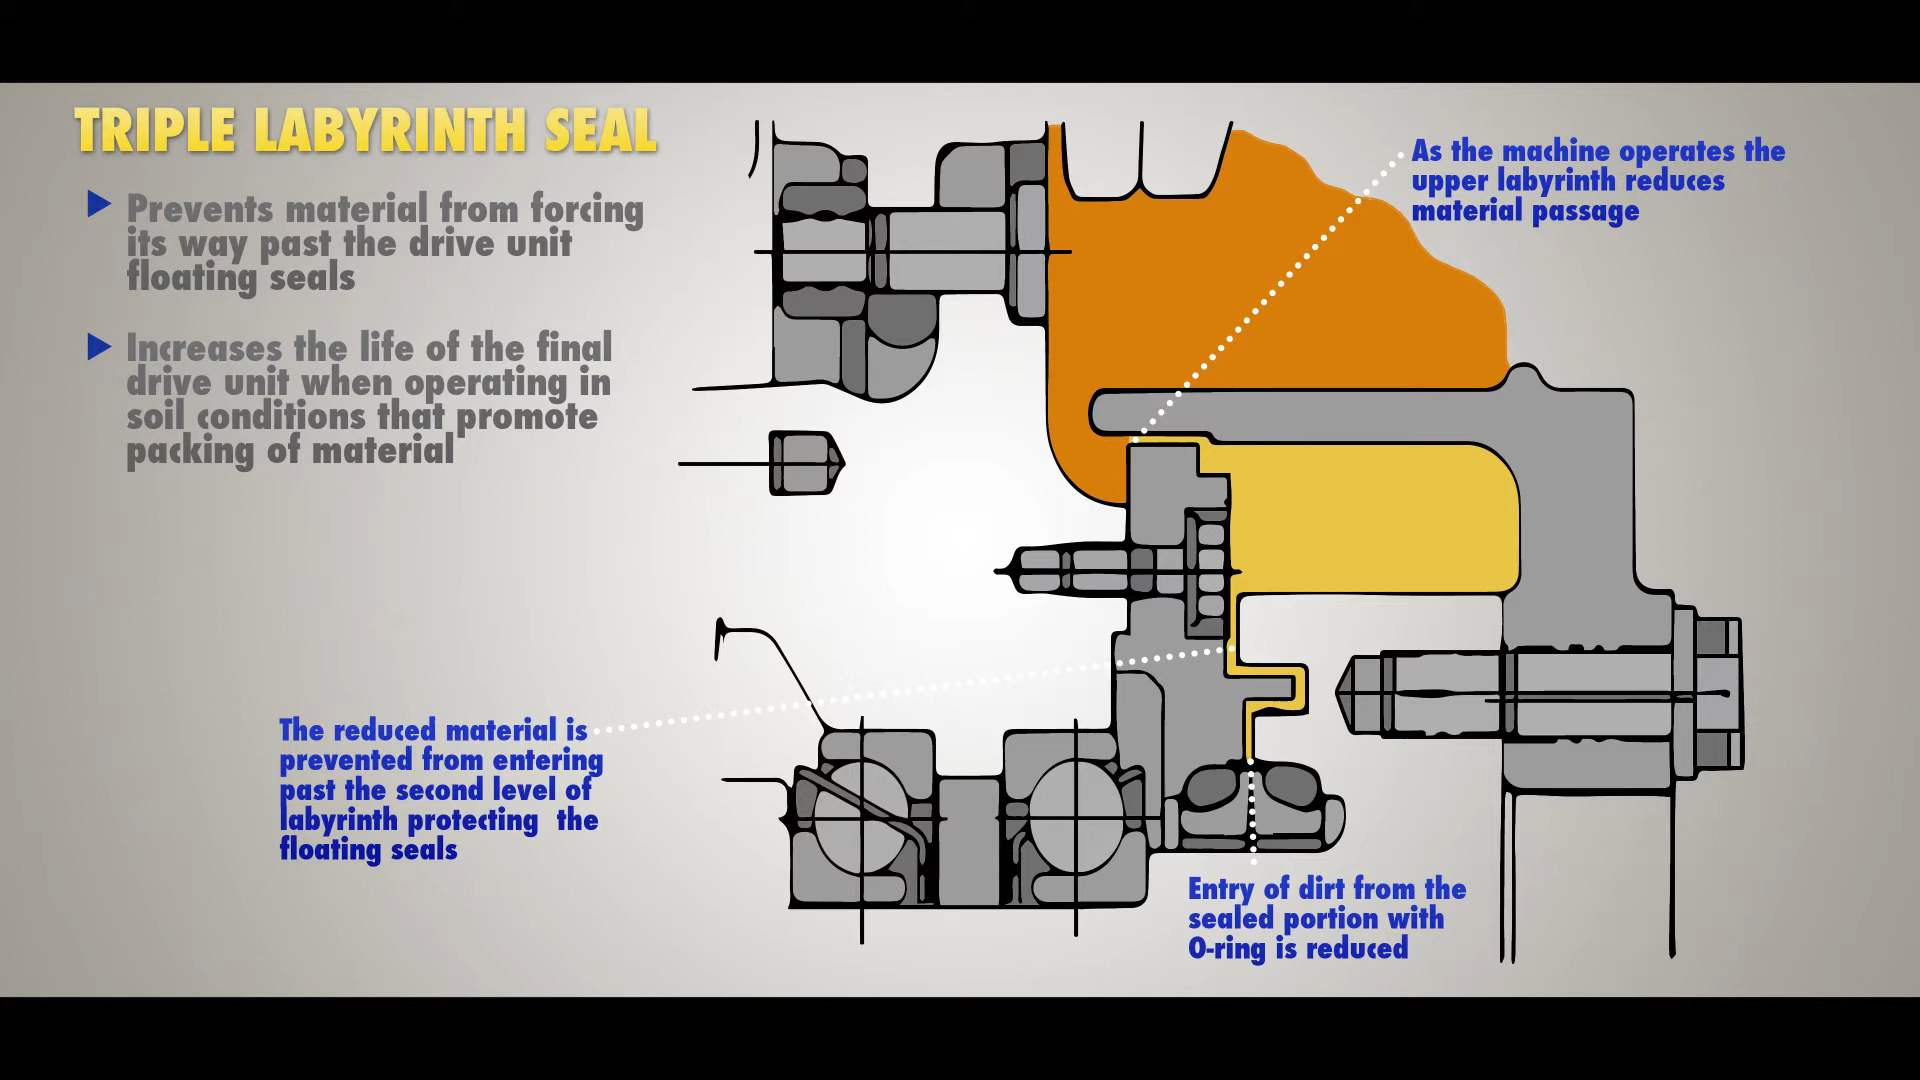 TRIPLE LABYRINTH SEAL
Prevents material from forcing
its way past the drive unit
floating seals
Increases the life of the final
drive unit when operating in
soil conditions that promote
packing of material
As the machine operates the
upper labyrinth reduces
material passage
The reduced material is
prevented from entering
past the second level of
labyrinth protecting the
floating seals
Entry of dirt from the
sealed portion with
O-ring is reduced